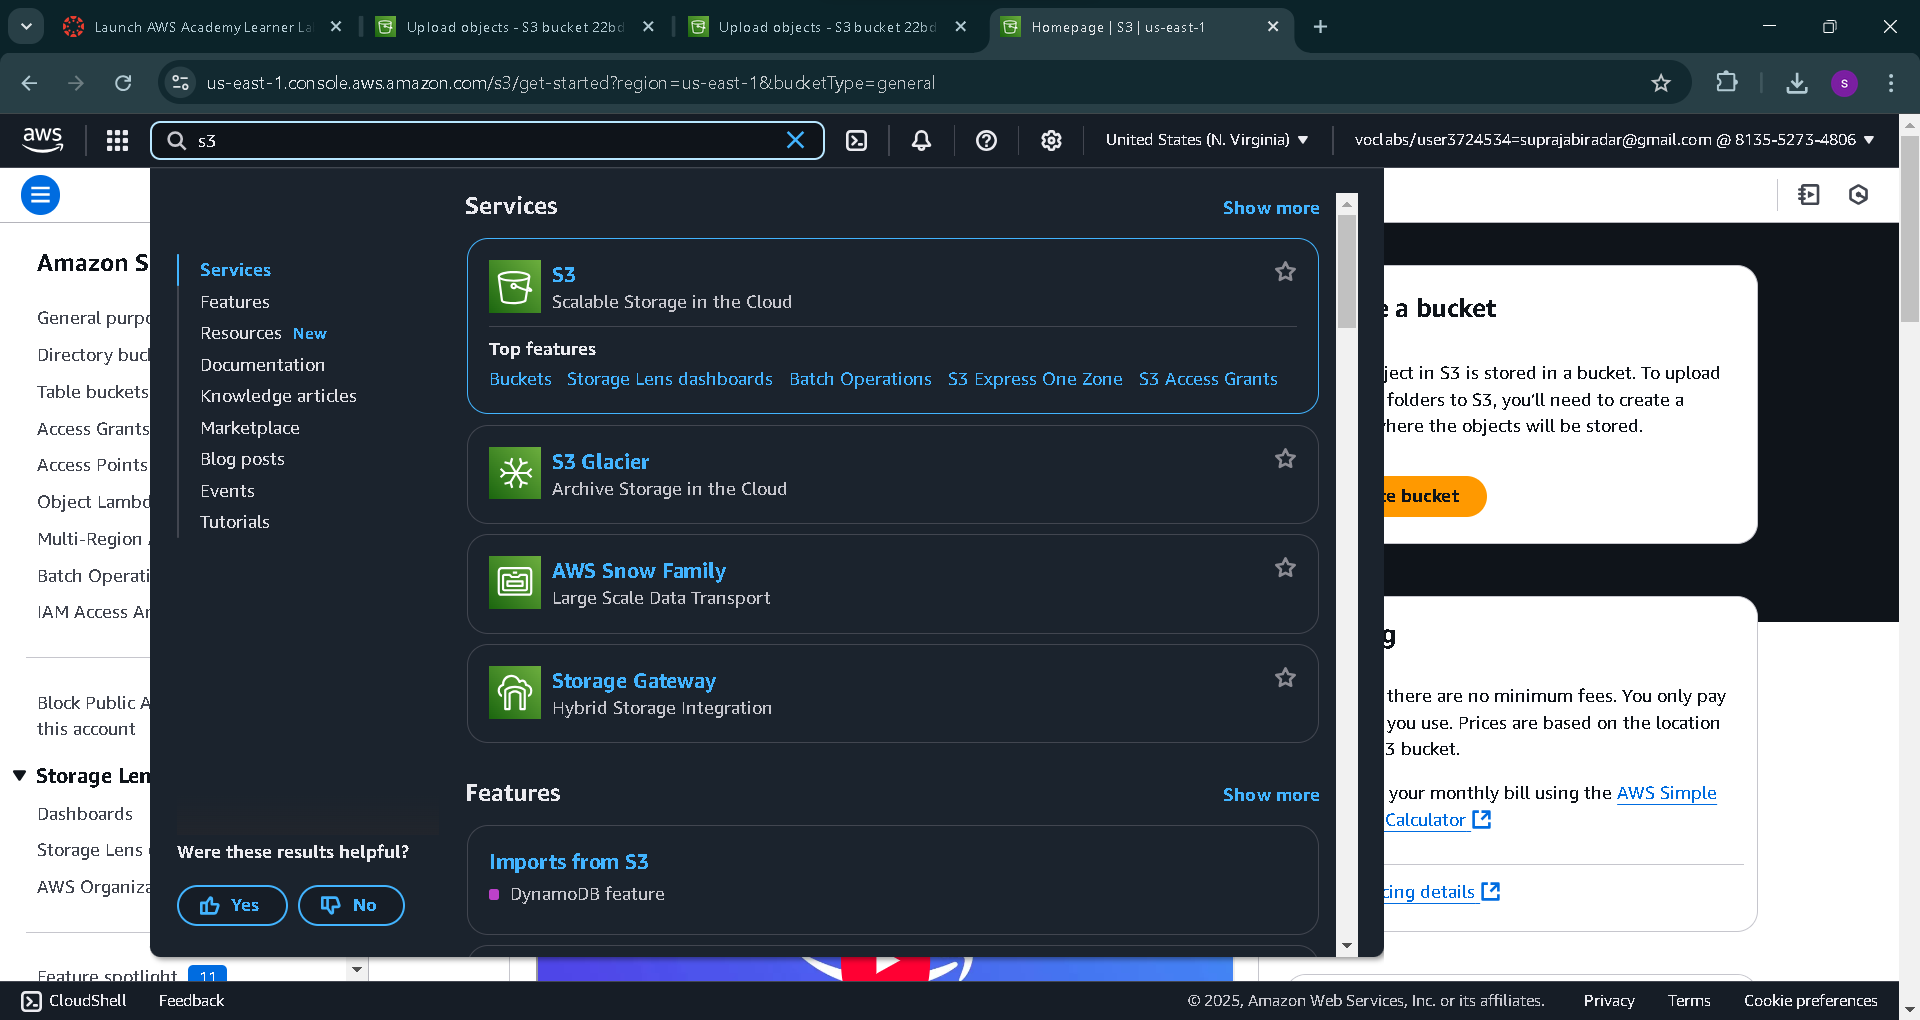 Launch AWS Academy Learner La
Upload objects - S3 bucket 22bd
Upload objects - S3 bucket 22bd
Homepage | S3 | us-east-1
us-east-1.console.aws.amazon.com/s3/get-started?region=us-east-1&bucketType=general
S
aws
s3
United States (N. Virginia)
voclabs/user3724534=suprajabiradar@gmail.com @ 8135-5273-4806
Amazon S
General purpo
Directory buc
Table buckets
Access Grants
Access Points
Object Lambd
Multi-Region
Batch Operati
IAM Access An
Block Public A
this account
Storage Len
Dashboards
Storage Lens
AWS Organiza
Feature spotlight 11
Services
Features
Resources New
Documentation
Knowledge articles
Marketplace
Blog posts
Events
Tutorials
Were these results helpful?
Yes
No
Services
Show more
S3
Scalable Storage in the Cloud
Top features
Buckets Storage Lens dashboards Batch Operations S3 Express One Zone S3 Access Grants
S3 Glacier
Archive Storage in the Cloud
AWS Snow Family
Large Scale Data Transport
Storage Gateway
Hybrid Storage Integration
Features
Show more
Imports from S3
DynamoDB feature
e a bucket
ject in S3 is stored in a bucket. To upload
folders to S3, you'll need to create a
here the objects will be stored.
te bucket
g
there are no minimum fees. You only pay
you use. Prices are based on the location
3 bucket.
your monthly bill using the AWS Simple
Calculator
cing details
CloudShell
Feedback
© 2025, Amazon Web Services, Inc. or its affiliates.
Privacy
Terms
Cookie preferences